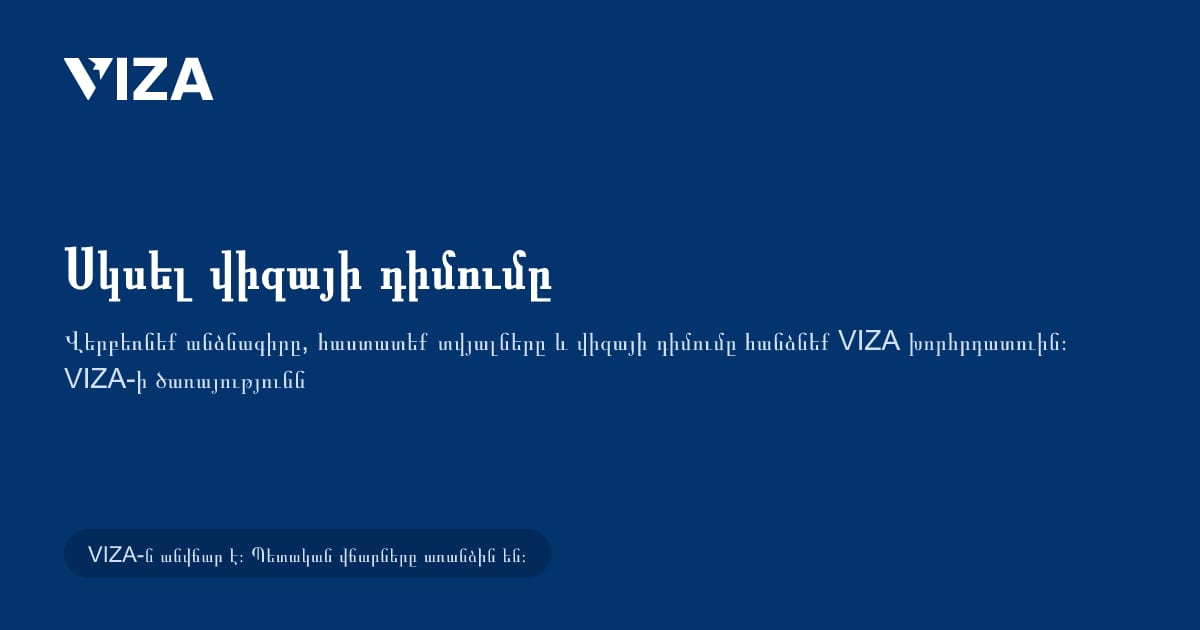 VIZA
Սկսել վիզայի դիմումը
Վերբեռնեք անձնագիրը, հաստատեք տվյալները և վիզայի դիմումը հանձնեք VIZA խորհրդատուին։
VIZA-ի ծառայությունն
VIZA-ն անվճար է։ Պետական վճարները առանձին են։